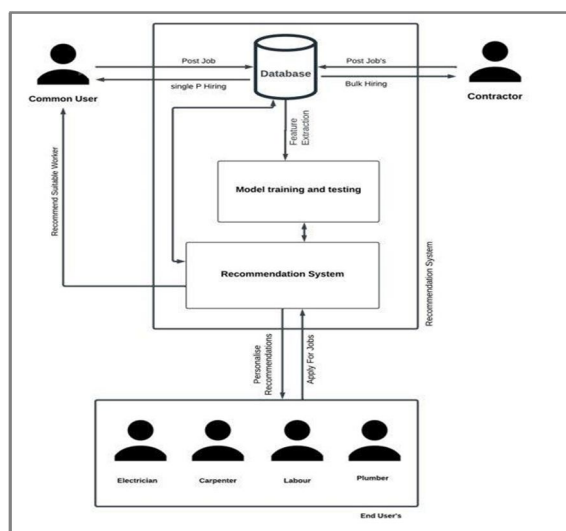 Post Job
Database
Post Job's
Common User
single P Hiring
Bulk Hiring
Contractor
Feature
Extraction
Recommend Suitable Worker
Model training and testing
Recommendation System
Recommendation System
Personalise
Recommendations
Apply For Jobs
Electrician
Carpenter
Labour
Plumber
End User's